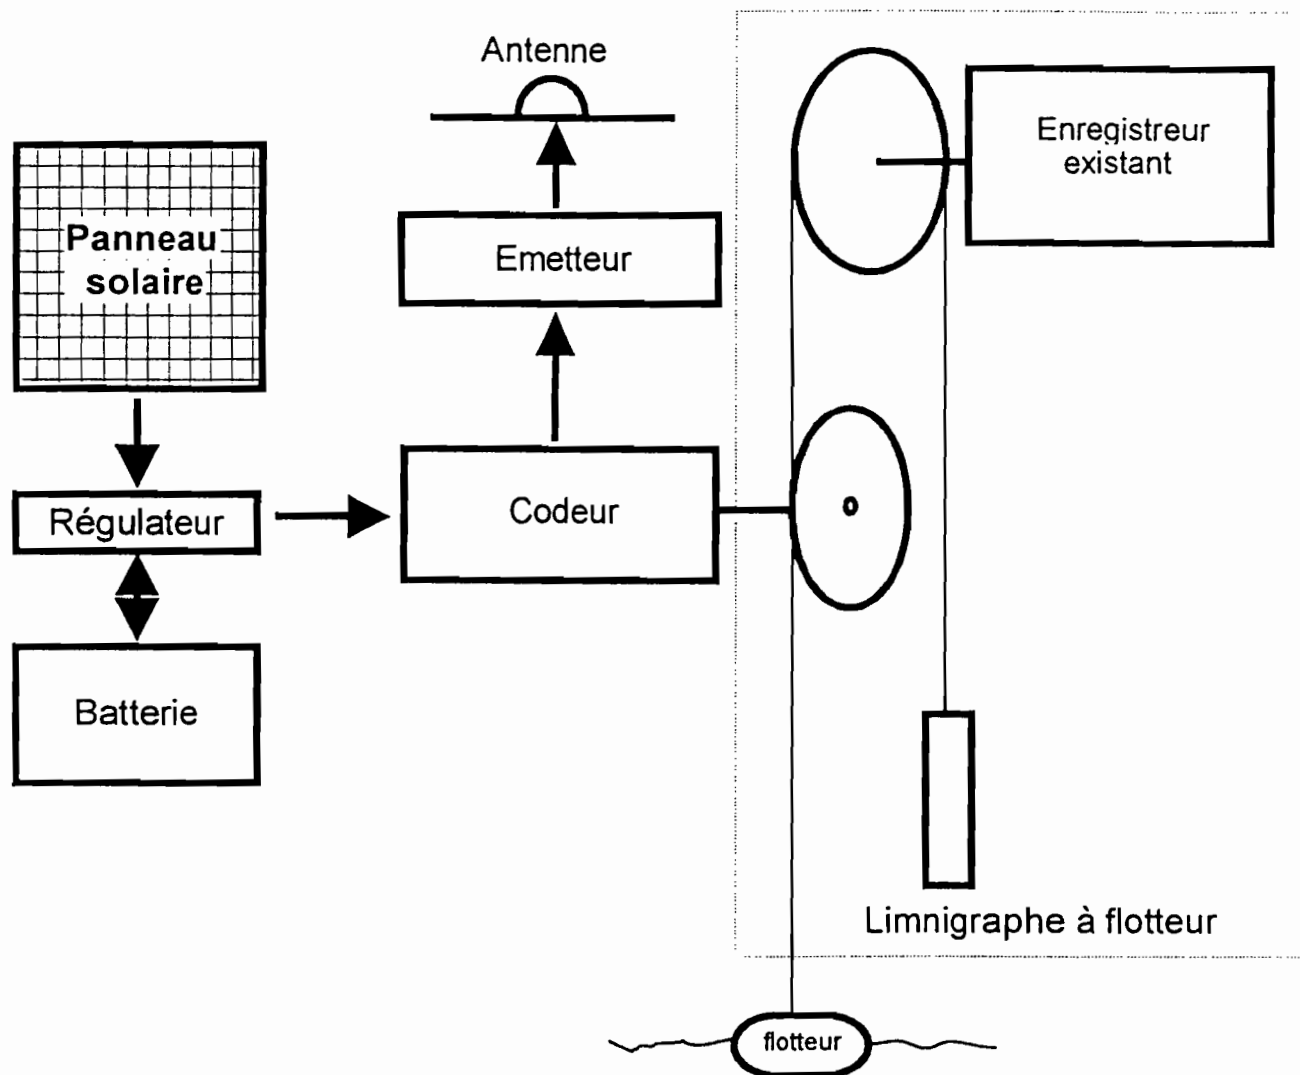 Antenne
Enregistreur
existant
Panneau
solaire
Emetteur
Codeur
Régulateur
Batterie
Limnigraphe à flotteur
flotteur